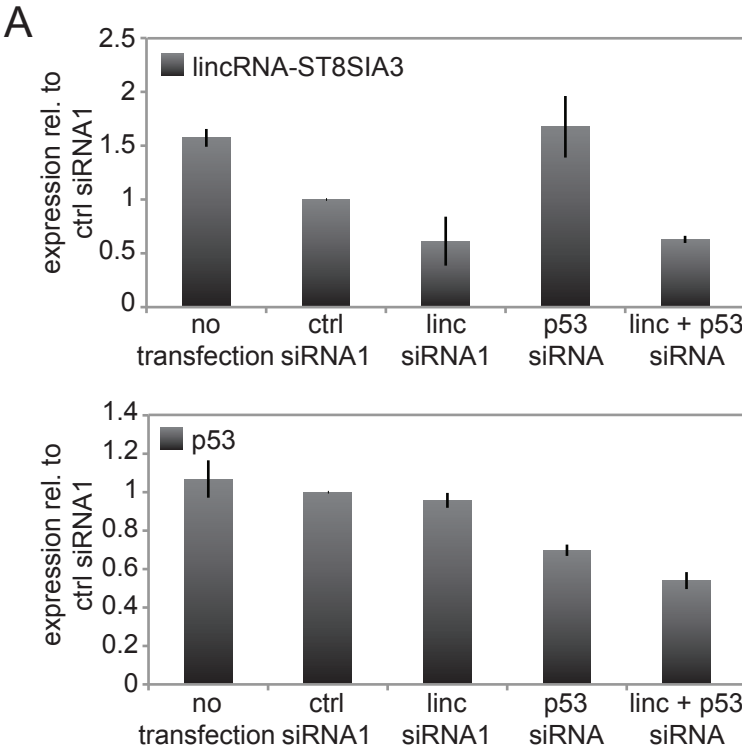 A
expression rel. to
ctrl siRNA1
2.5
2
1.5
1
0.5
0
lincRNA-ST8SIA3
no
transfection
ctrl
siRNA1
linc
siRNA1
p53
siRNA
linc + p53
siRNA
expression rel. to
ctrl siRNA1
1.4
1.2
1
0.8
0.6
0.4
0.2
0
p53
no
transfection
ctrl
siRNA1
linc
siRNA1
p53
siRNA
linc + p53
siRNA